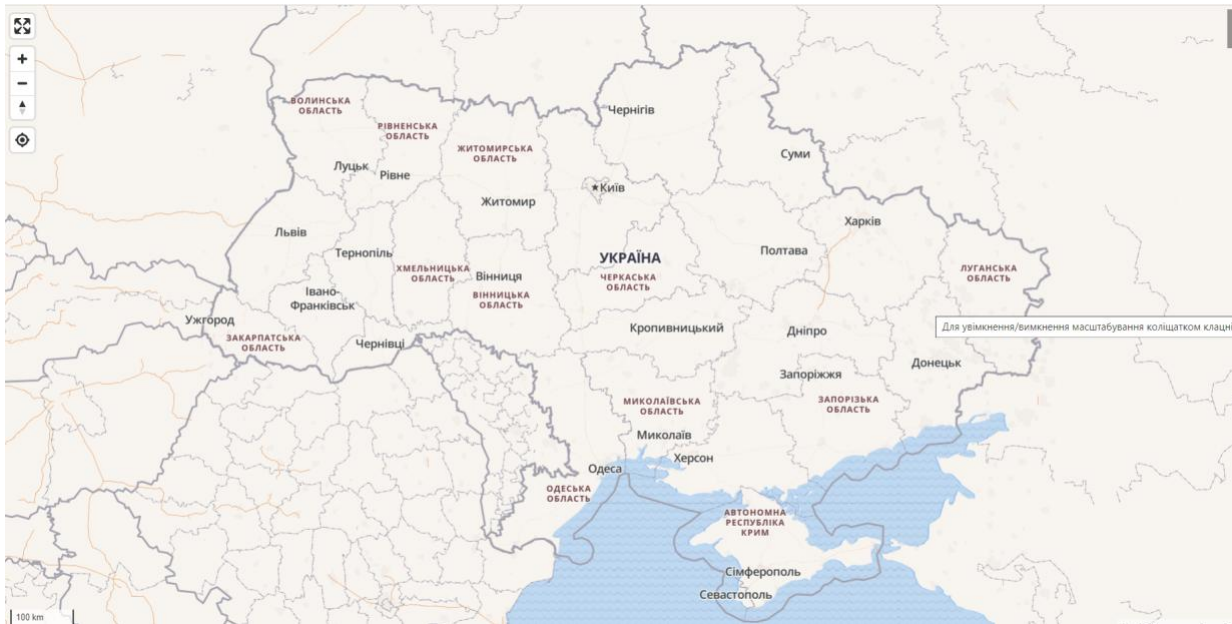 ВОЛИНСЬКА
ОБЛАСТЬ
РІВНЕНСЬКА
ОБЛАСТЬ
ЖИТОМИРСЬКА
ОБЛАСТЬ
Чернігів
Суми
Луцьк
Рівне
Київ
Житомир
Харків
Львів
Тернопіль
ХМЕЛЬНИЦЬКА
ОБЛАСТЬ
Вінниця
ВІННИЦЬКА
ОБЛАСТЬ
УКРАЇНА
ЧЕРКАСЬКА
ОБЛАСТЬ
Полтава
ЛУГАНСЬКА
ОБЛАСТЬ
Івано-
Франківськ
Ужгород
ЗАКАРПАТСЬКА
ОБЛАСТЬ
Чернівці
Кропивницький
Дніпро
Для увімкнення/вимкнення масштабування коліщатком клацні
Донецьк
Запоріжжя
ЗАПОРІЗЬКА
ОБЛАСТЬ
МИКОЛАЇВСЬКА
ОБЛАСТЬ
Миколаїв
Херсон
Одеса
ОДЕСЬКА
ОБЛАСТЬ
АВТОНОМНА
РЕСПУБЛІКА
КРИМ
Сімферополь
Севастополь
100 km